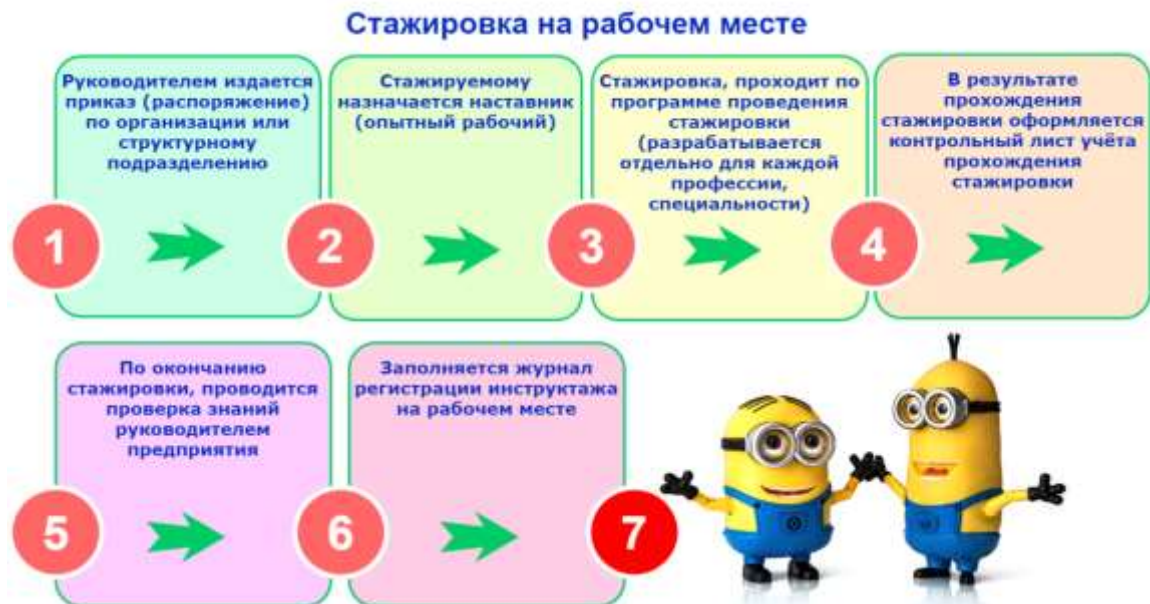 Стажировка на рабочем месте
Руководителем издается
приказ (распоряжение)
по организации или
структурному
подразделению
1
Стажируемому
назначается наставник
(опытный рабочий)
2
Стажировка, проходит по
программе проведения
стажировки
(разрабатывается
отдельно для каждой
профессии,
специальности)
3
В результате
прохождения
стажировки оформляется
контрольный лист учёта
прохождения
стажировки
4
По окончанию
стажировки, проводится
проверка знаний
руководителем
предприятия
5
Заполняется журнал
регистрации инструктажа
на рабочем месте
6
7